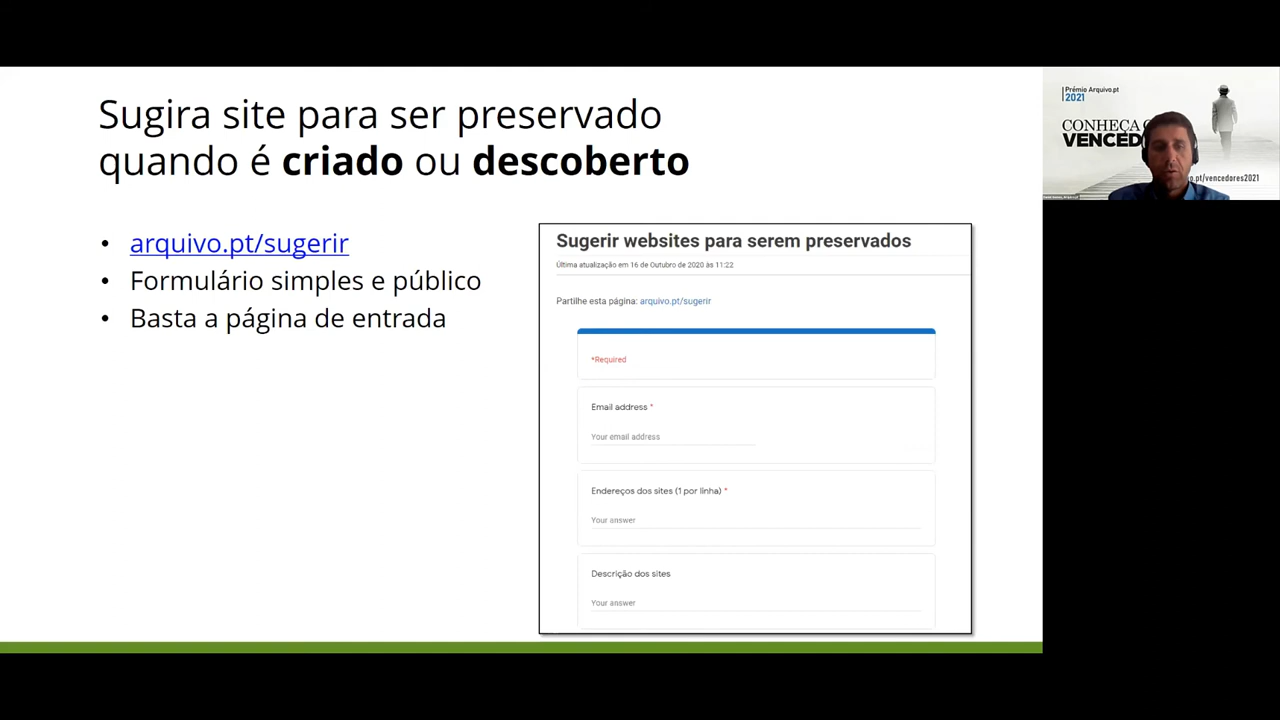 Sugira site para ser preservado
quando é criado ou descoberto
• arquivo.pt/sugerir
• Formulário simples e público
• Basta a página de entrada
Sugerir websites para serem preservados
Última atualização em 16 de Outubro de 2020 às 11:22
Partilhe esta página: arquivo.pt/sugerir
*Required
Email address *
Your email address
Endereços dos sites (1 por linha) *
Your answer
Descrição dos sites
Your answer
Prémio Arquivo.pt
2021
CONHEÇA
VENCED
o.pt/vencedores2021